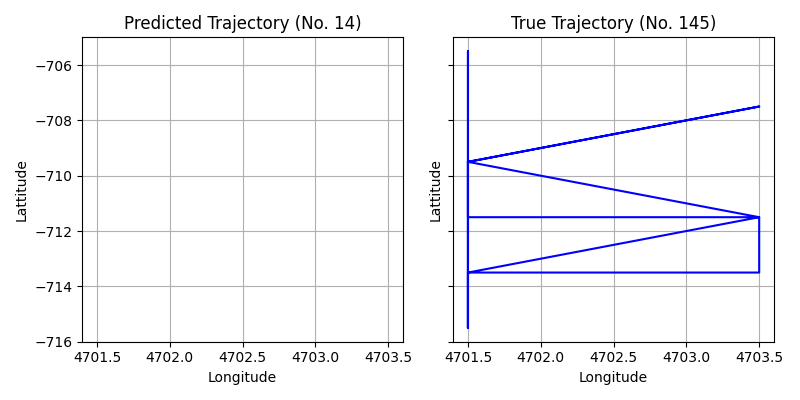 Predicted Trajectory (No. 14)
True Trajectory (No. 145)
−706
−708
−710
−712
−714
−716
Lattitude
Lattitude
4701.5 4702.0 4702.5 4703.0 4703.5
4701.5 4702.0 4702.5 4703.0 4703.5
Longitude
Longitude